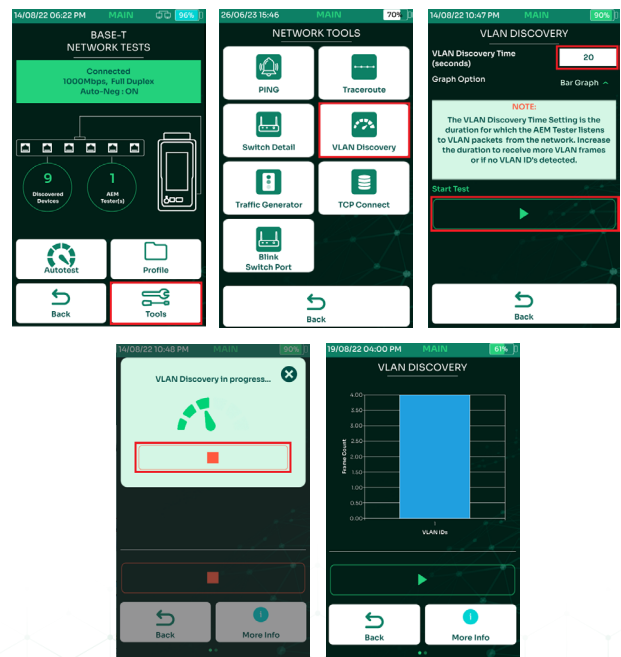 14/08/22 06:22 PM MAIN 96%
BASE-T
NETWORK TESTS
Connected
1000Mbps, Full Duplex
Auto-Neg : ON
9
Discovered
Devices
1
AEM
Tester(s)
Autotest
Profile
Back
Tools
26/06/23 15:46 MAIN 70%
NETWORK TOOLS
PING
Traceroute
Switch Detail
VLAN Discovery
Traffic Generator
TCP Connect
Blink
Switch Port
Back
14/08/22 10:47 PM MAIN 90%
VLAN DISCOVERY
VLAN Discovery Time
(seconds)
20
Graph Option
Bar Graph
NOTE:
The VLAN Discovery Time Setting is the
duration for which the AEM Tester listens
to VLAN packets from the network. Increase
the duration to receive more VLAN frames
or if no VLAN ID's detected.
Start Test
Back
14/08/22 10:48 PM MAIN 90%
VLAN Discovery in progress...
Back
More Info
19/08/22 04:00 PM MAIN 61%
VLAN DISCOVERY
4.00
3.50
3.00
2.50
2.00
1.50
1.00
0.50
0.00
Frame Count
1
VLAN IDs
Back
More Info